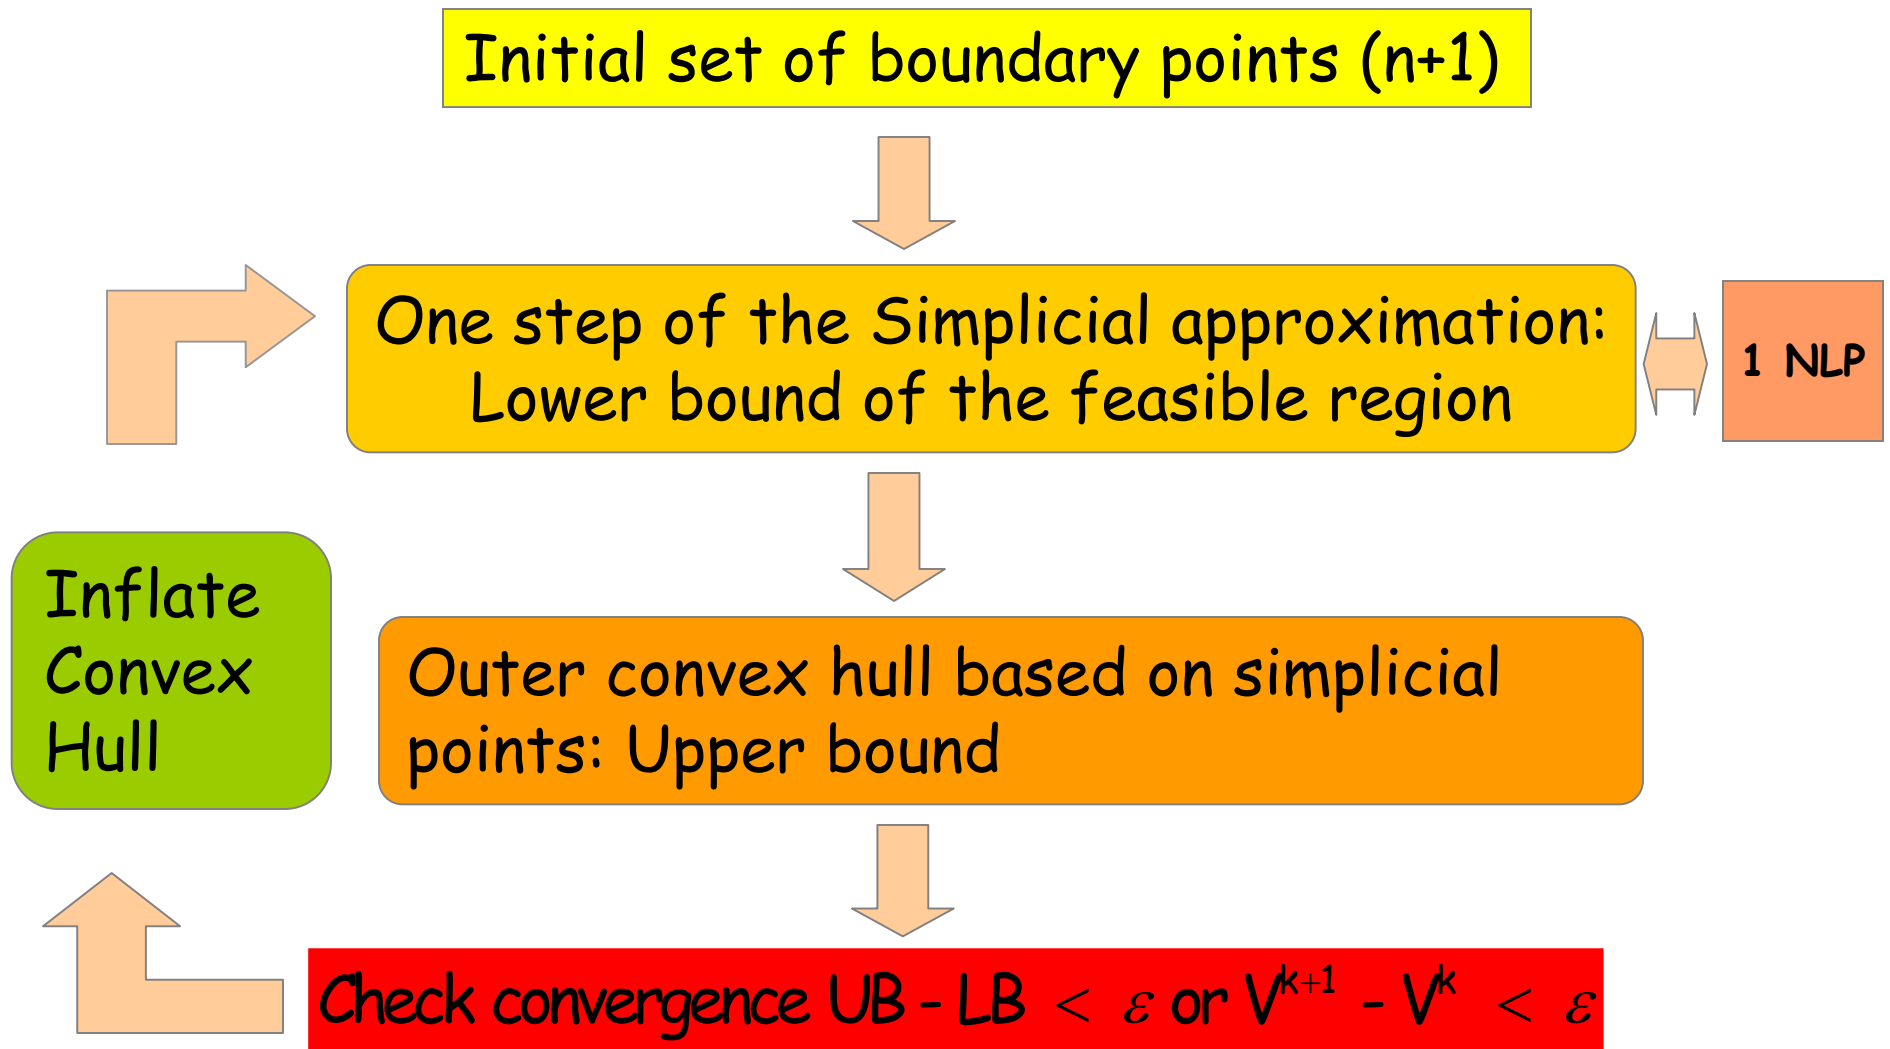 Initial set of boundary points (n+1)
One step of the Simplicial approximation:
Lower bound of the feasible region
1 NLP
Inflate
Convex
Hull
Outer convex hull based on simplicial
points: Upper bound
Check convergence UB - LB < ε or V^{k+1} - V^{k} < ε